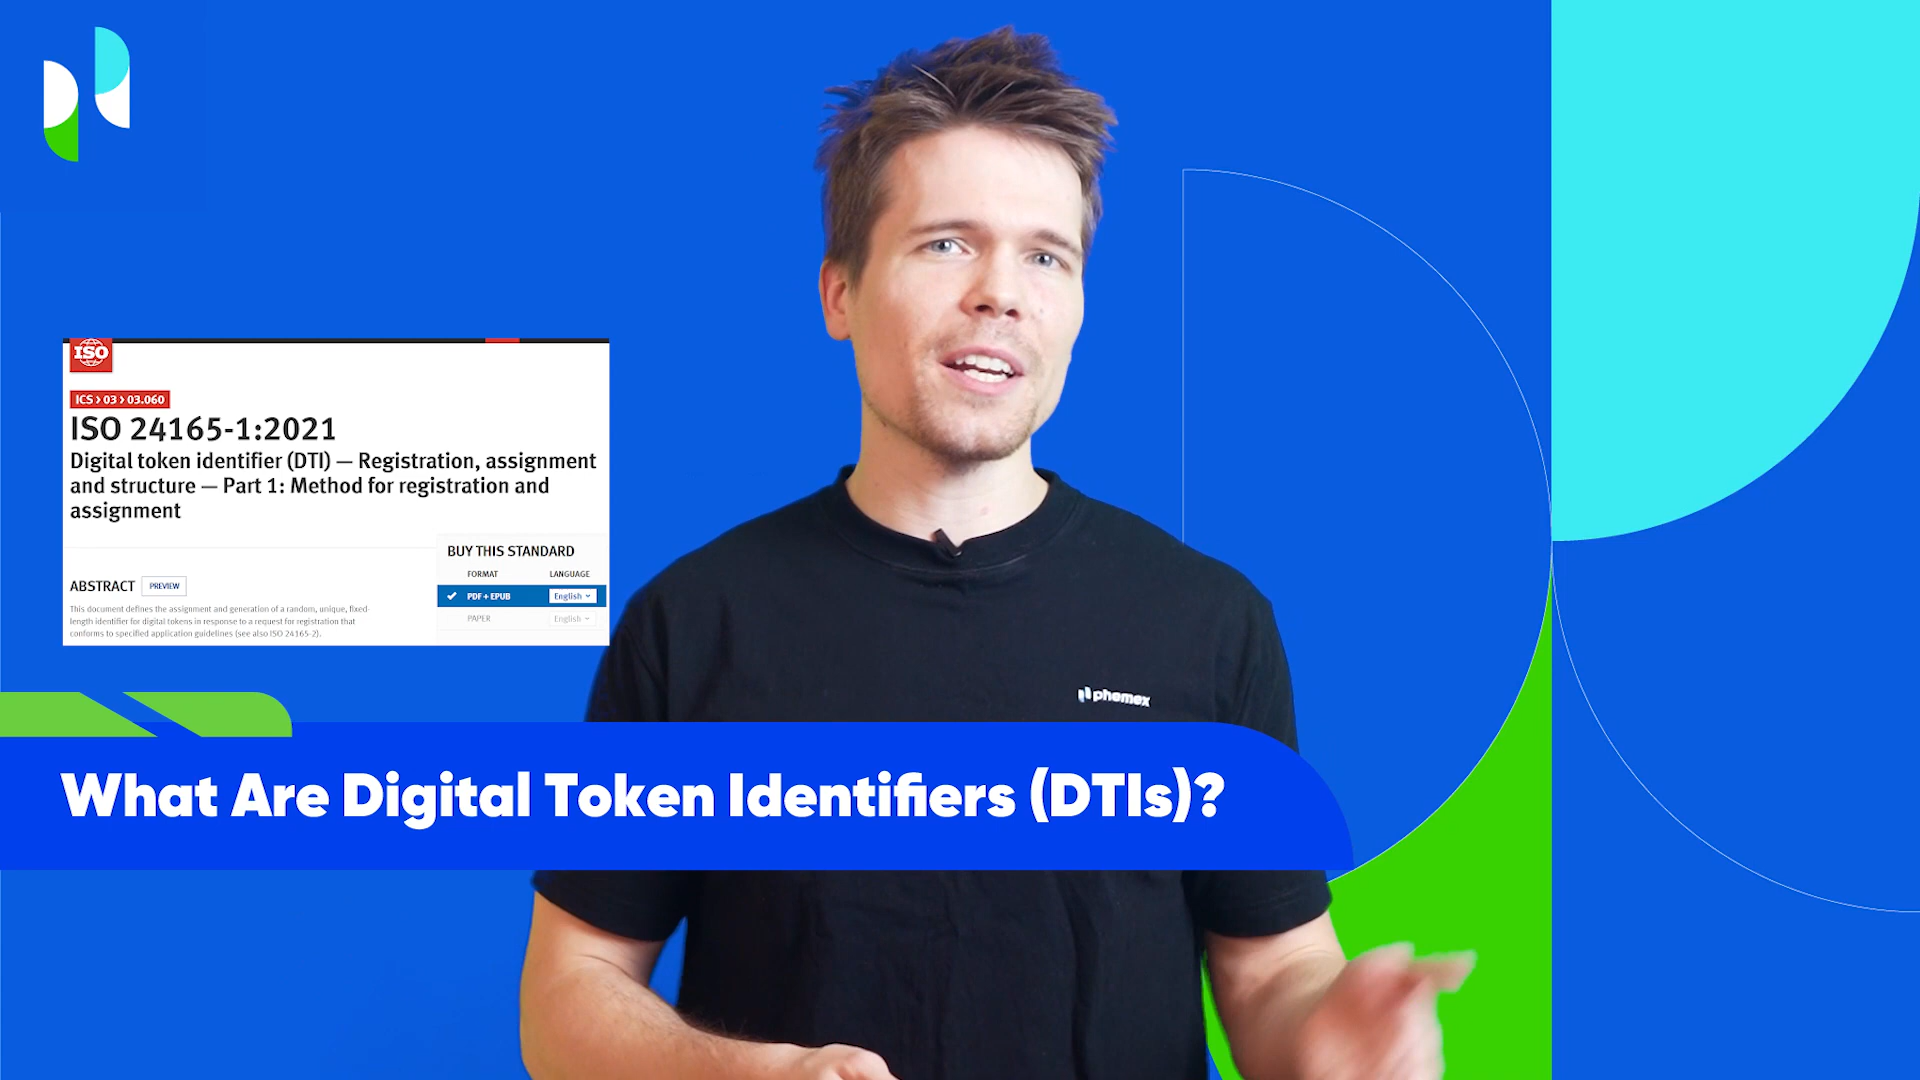 ISO
ICS > 03 > 03.060
ISO 24165-1:2021
Digital token identifier (DTI) — Registration, assignment
and structure — Part 1: Method for registration and
assignment
BUY THIS STANDARD
FORMAT LANGUAGE
PDF + EPUB English
PAPER English
ABSTRACT PREVIEW
This document defines the assignment and generation of a random, unique, fixed-
length identifier for digital tokens in response to a request for registration that
conforms to specified application guidelines (see also ISO 24165-2).
phemex
What Are Digital Token Identifiers (DTIs)?